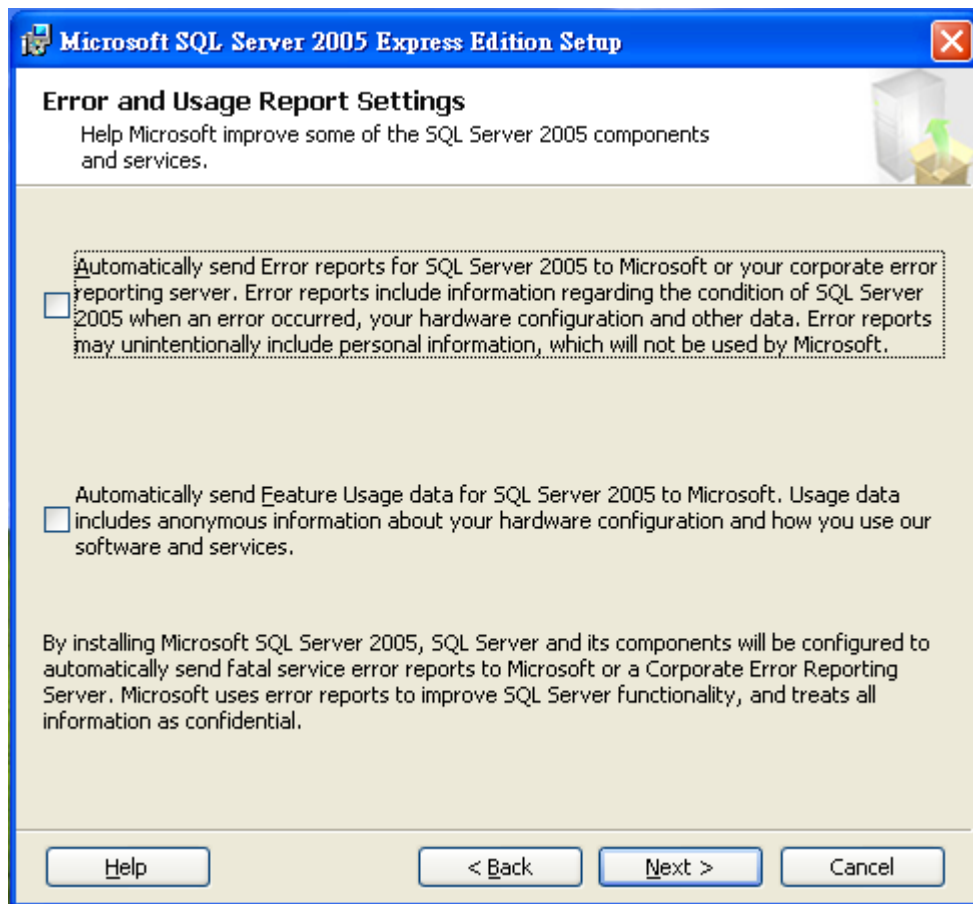 Microsoft SQL Server 2005 Express Edition Setup
Error and Usage Report Settings
Help Microsoft improve some of the SQL Server 2005 components
and services.
Automatically send Error reports for SQL Server 2005 to Microsoft or your corporate error
reporting server. Error reports include information regarding the condition of SQL Server
2005 when an error occurred, your hardware configuration and other data. Error reports
may unintentionally include personal information, which will not be used by Microsoft.
Automatically send Feature Usage data for SQL Server 2005 to Microsoft. Usage data
includes anonymous information about your hardware configuration and how you use our
software and services.
By installing Microsoft SQL Server 2005, SQL Server and its components will be configured to
automatically send fatal service error reports to Microsoft or a Corporate Error Reporting
Server. Microsoft uses error reports to improve SQL Server functionality, and treats all
information as confidential.
Help
< Back
Next >
Cancel